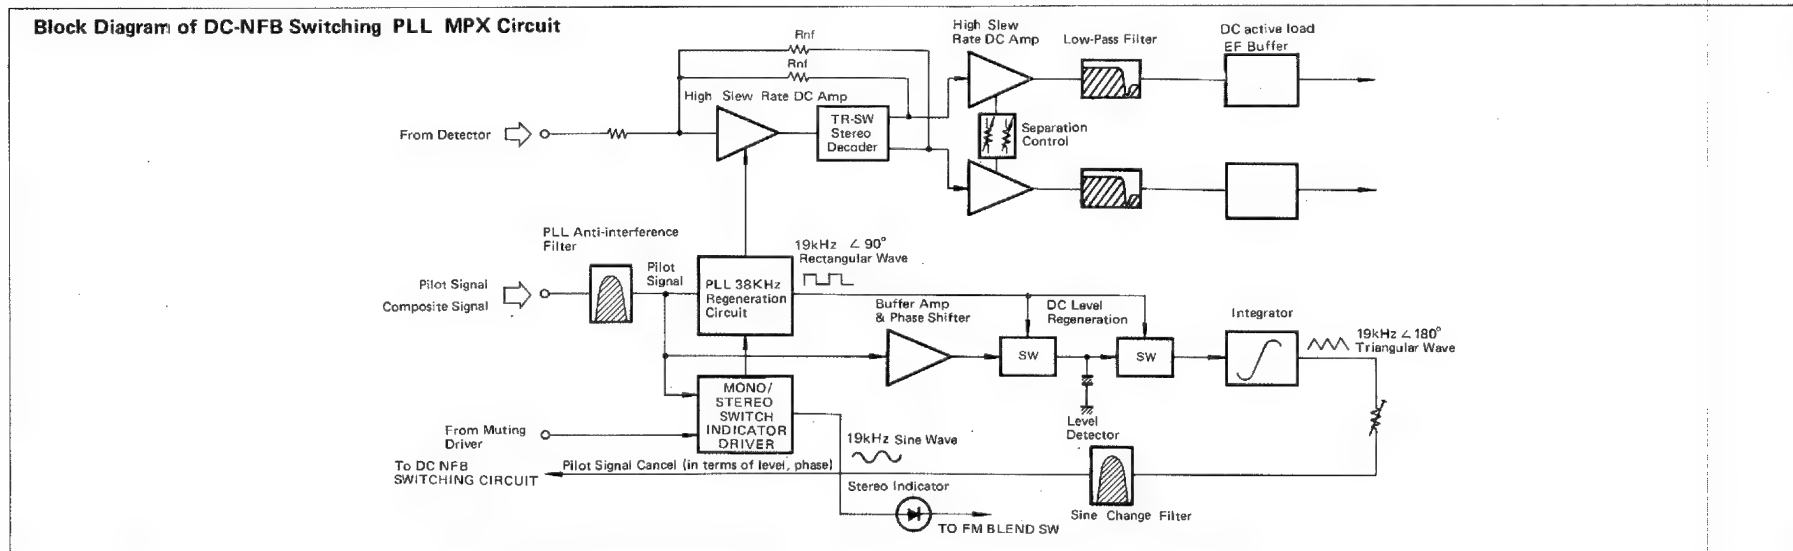 Block Diagram of DC-NFB Switching PLL MPX Circuit
Rnf
Rnf
High Slew Rate DC Amp
High Slew
Rate DC Amp
Low-Pass Filter
DC active load
EF Buffer
From Detector
TR-SW
Stereo
Decoder
Separation
Control
PLL Anti-interference
Filter
Pilot Signal
Composite Signal
Pilot
Signal
PLL 38KHz
Regeneration
Circuit
19kHz ∠ 90°
Rectangular Wave
Buffer Amp
& Phase Shifter
DC Level
Regeneration
SW
SW
Integrator
19kHz ∠ 180°
Triangular Wave
Level
Detector
MONO/
STEREO
SWITCH
INDICATOR
DRIVER
From Muting
Driver
19kHz Sine Wave
To DC NFB
SWITCHING CIRCUIT
Pilot Signal Cancel (in terms of level, phase)
Stereo Indicator
TO FM BLEND SW
Sine Change Filter